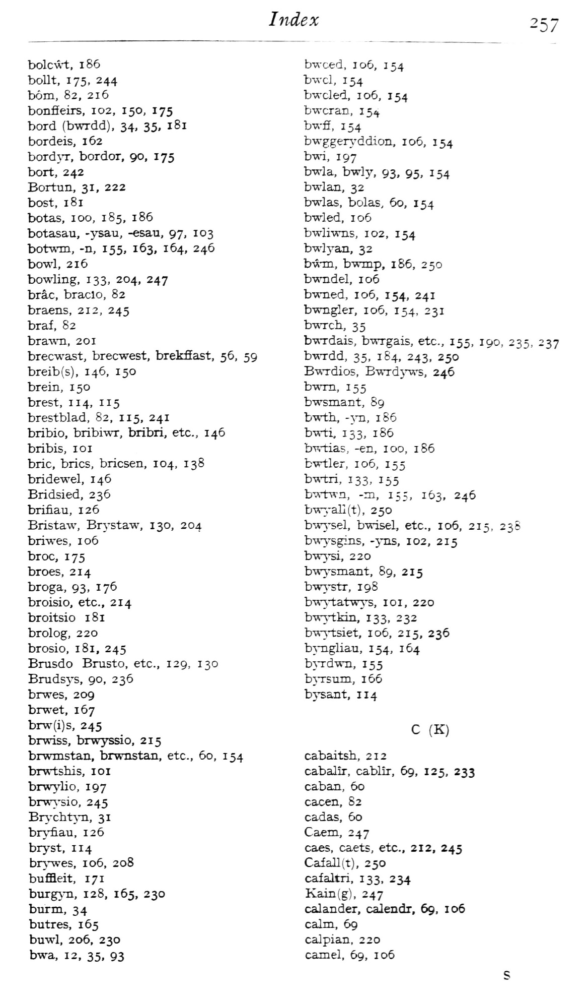 Index
257
bolcŵt, 186
bollt, 175, 244
bôm, 82, 216
bonffeirs, 102, 150, 175
bord (bwrdd), 34, 35, 181
bordeis, 162
bordyr, bordor, 90, 175
bort, 242
Bortun, 31, 222
bost, 181
botas, 100, 185, 186
botasau, -ysau, -esau, 97, 103
botwm, -n, 155, 163, 164, 246
bowl, 216
bowling, 133, 204, 247
brâc, bracio, 82
braens, 212, 245
braf, 82
brawn, 201
brecwast, brecwest, brekffast, 56, 59
breib(s), 146, 150
brein, 150
brest, 114, 115
brestblad, 82, 115, 241
bribio, bribiwr, bribri, etc., 146
bribis, 101
bric, brics, bricsen, 104, 138
bridewel, 146
Bridsied, 236
brifiau, 126
Bristaw, Brystaw, 130, 204
briwes, 106
broc, 175
broes, 214
broga, 93, 176
broisio, etc., 214
broitsio 181
brolog, 220
brosio, 181, 245
Brusdo Brusto, etc., 129, 130
Brudsys, 90, 236
brwes, 209
brwet, 167
brw(i)s, 245
brwiss, brwyssio, 215
brwmstan, brwnstan, etc., 60, 154
brwtshis, 101
brwylio, 197
brwysio, 245
Brychtyn, 31
bryfiau, 126
bryst, 114
brywes, 106, 208
buffleit, 171
burgyn, 128, 165, 230
burm, 34
butres, 165
buwl, 206, 230
bwa, 12, 35, 93
bwced, 106, 154
bwcl, 154
bwcled, 106, 154
bwcran, 154
bwff, 154
bwggeryddion, 106, 154
bwi, 197
bwla, bwly, 93, 95, 154
bwlan, 32
bwlas, bolas, 60, 154
bwled, 106
bwliwns, 102, 154
bwlyan, 32
bŵm, bwmp, 186, 250
bwndel, 106
bwned, 106, 154, 241
bwngler, 106, 154, 231
bwrch, 35
bwrdais, bwrgais, etc., 155, 190, 235, 237
bwrdd, 35, 184, 243, 250
Bwrdios, Bwrdyws, 246
bwrn, 155
bwsmant, 89
bwth, -yn, 186
bwti, 133, 186
bwtias, -en, 100, 186
bwtler, 106, 155
bwtri, 133, 155
bwtwn, -m, 155, 163, 246
bwyall(t), 250
bwysel, bwisel, etc., 106, 215, 238
bwysgins, -yns, 102, 215
bwysi, 220
bwysmant, 89, 215
bwystr, 198
bwytatwys, 101, 220
bwytkin, 133, 232
bwytsiet, 106, 215, 236
byngliau, 154, 164
byrdwn, 155
byrsum, 166
bysant, 114
C (K)
cabaitsh, 212
cabalîr, cablîr, 69, 125, 233
caban, 60
cacen, 82
cadas, 60
Caem, 247
caes, caets, etc., 212, 245
Cafall(t), 250
cafaltri, 133, 234
Kain(g), 247
calander, calendr, 69, 106
calm, 69
calpian, 220
camel, 69, 106
S